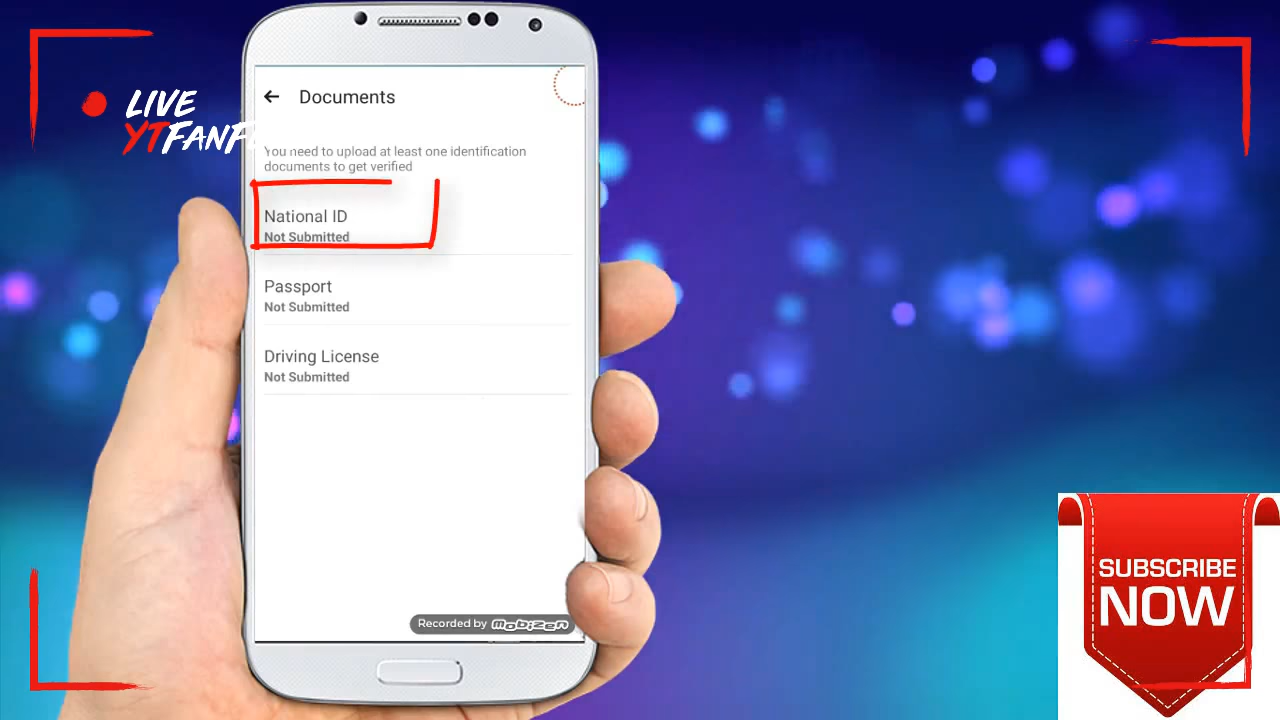 LIVE
Documents
You need to upload at least one identification
documents to get verified
National ID
Not Submitted
Passport
Not Submitted
Driving License
Not Submitted
Recorded by mobizen
SUBSCRIBE
NOW